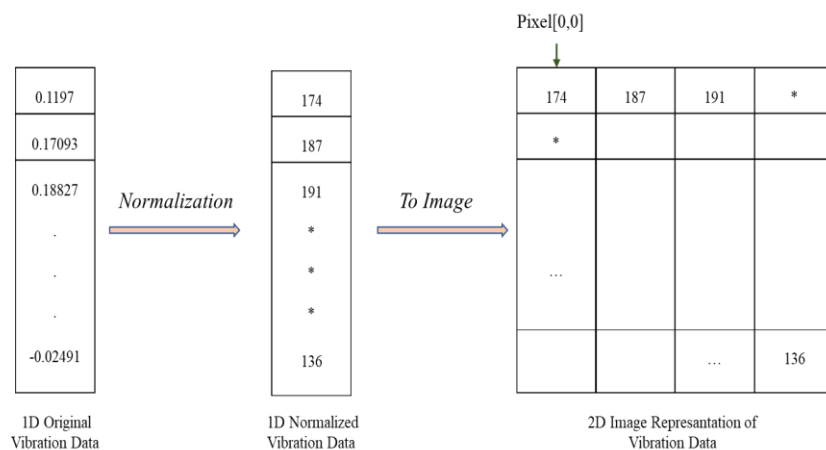 Pixel[0,0]
0.1197
0.17093
0.18827
.
.
.
-0.02491
1D Original
Vibration Data
Normalization
174
187
191
*
*
*
136
1D Normalized
Vibration Data
To Image
174 187 191 *
*
...
... 136
2D Image Represantation of
Vibration Data